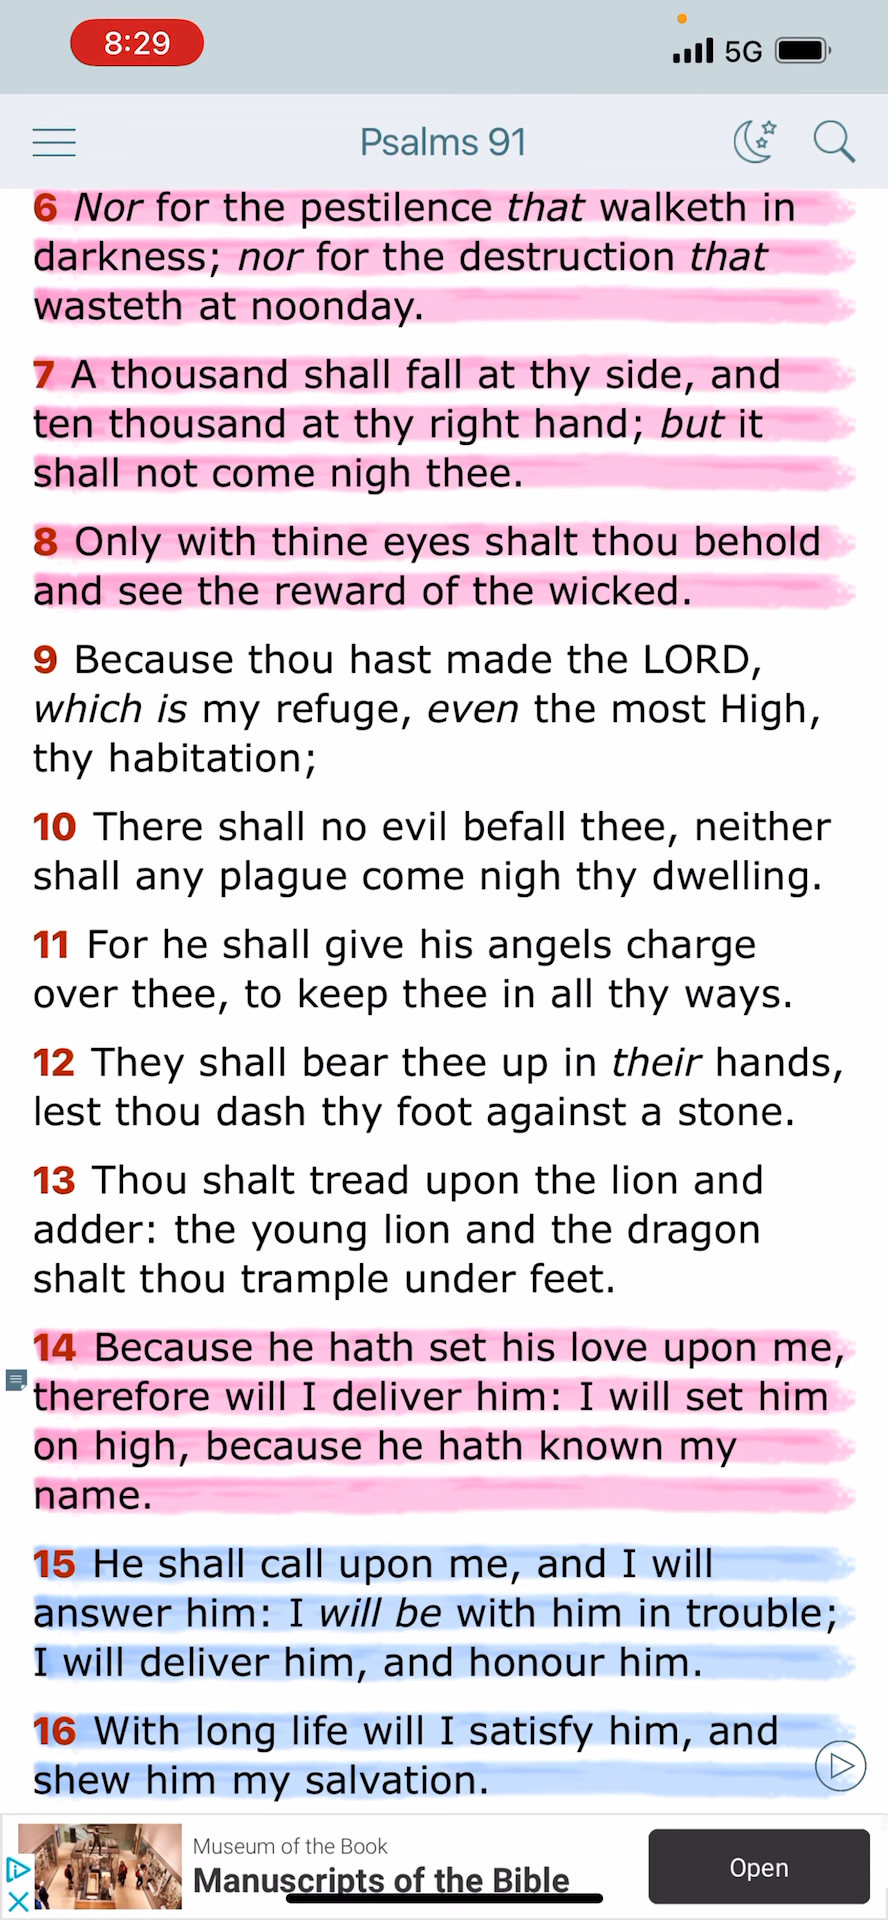 8:29
5G
Psalms 91
6 Nor for the pestilence that walketh in
darkness; nor for the destruction that
wasteth at noonday.
7 A thousand shall fall at thy side, and
ten thousand at thy right hand; but it
shall not come nigh thee.
8 Only with thine eyes shalt thou behold
and see the reward of the wicked.
9 Because thou hast made the LORD,
which is my refuge, even the most High,
thy habitation;
10 There shall no evil befall thee, neither
shall any plague come nigh thy dwelling.
11 For he shall give his angels charge
over thee, to keep thee in all thy ways.
12 They shall bear thee up in their hands,
lest thou dash thy foot against a stone.
13 Thou shalt tread upon the lion and
adder: the young lion and the dragon
shalt thou trample under feet.
14 Because he hath set his love upon me,
therefore will I deliver him: I will set him
on high, because he hath known my
name.
15 He shall call upon me, and I will
answer him: I will be with him in trouble;
I will deliver him, and honour him.
16 With long life will I satisfy him, and
shew him my salvation.
Museum of the Book
Manuscripts of the Bible
Open